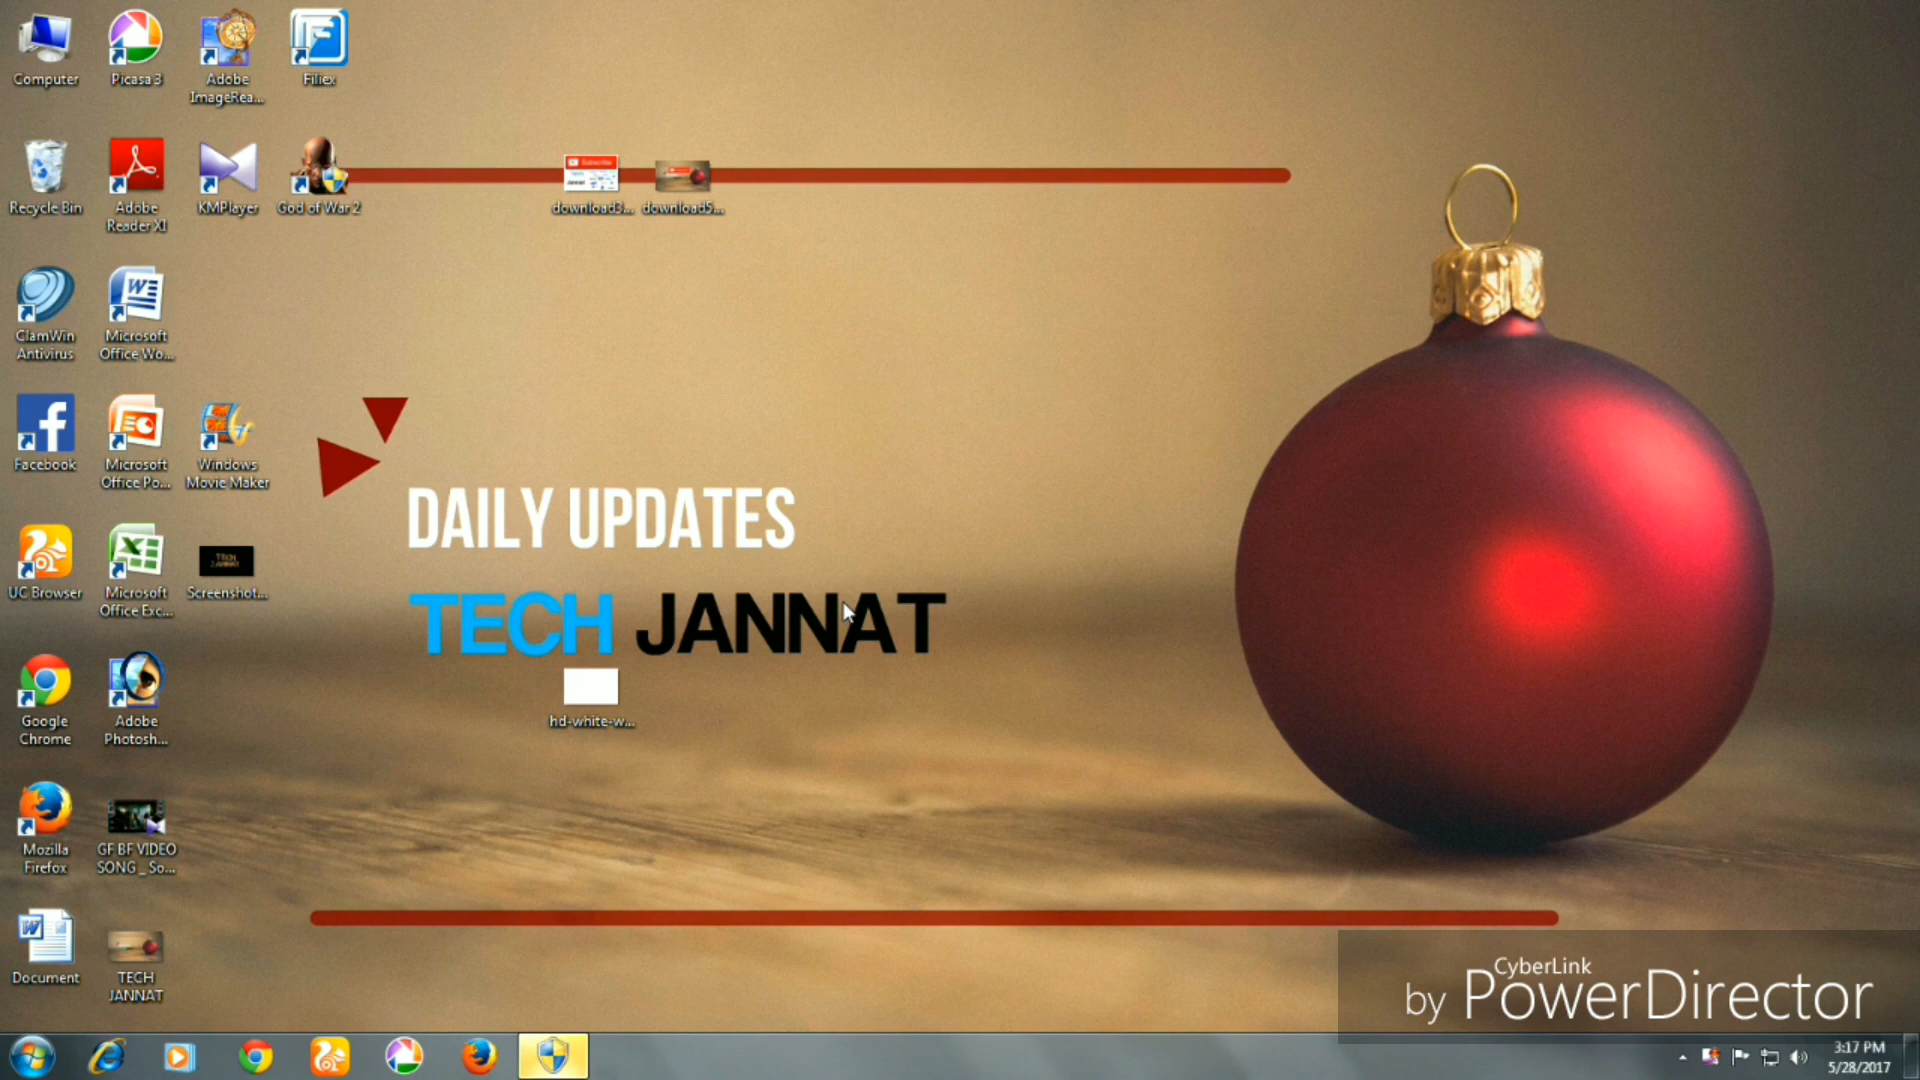 Computer
Picasa 3
Adobe
ImageRea...
Filiex
Recycle Bin
Adobe
Reader XI
KMPlayer
God of War 2
Subscribe
download3...
download5...
ClamWin
Antivirus
Microsoft
Office Wo...
Facebook
Microsoft
Office Po...
Windows
Movie Maker
DAILY UPDATES
TECH JANNAT
UC Browser
Microsoft
Office Exc...
TECH
JANNAT
Screenshot...
hd-white-w...
Google
Chrome
Adobe
Photosh...
Mozilla
Firefox
GF BF VIDEO
SONG _ So...
Document
TECH
JANNAT
CyberLink
by PowerDirector
3:17 PM
5/28/2017